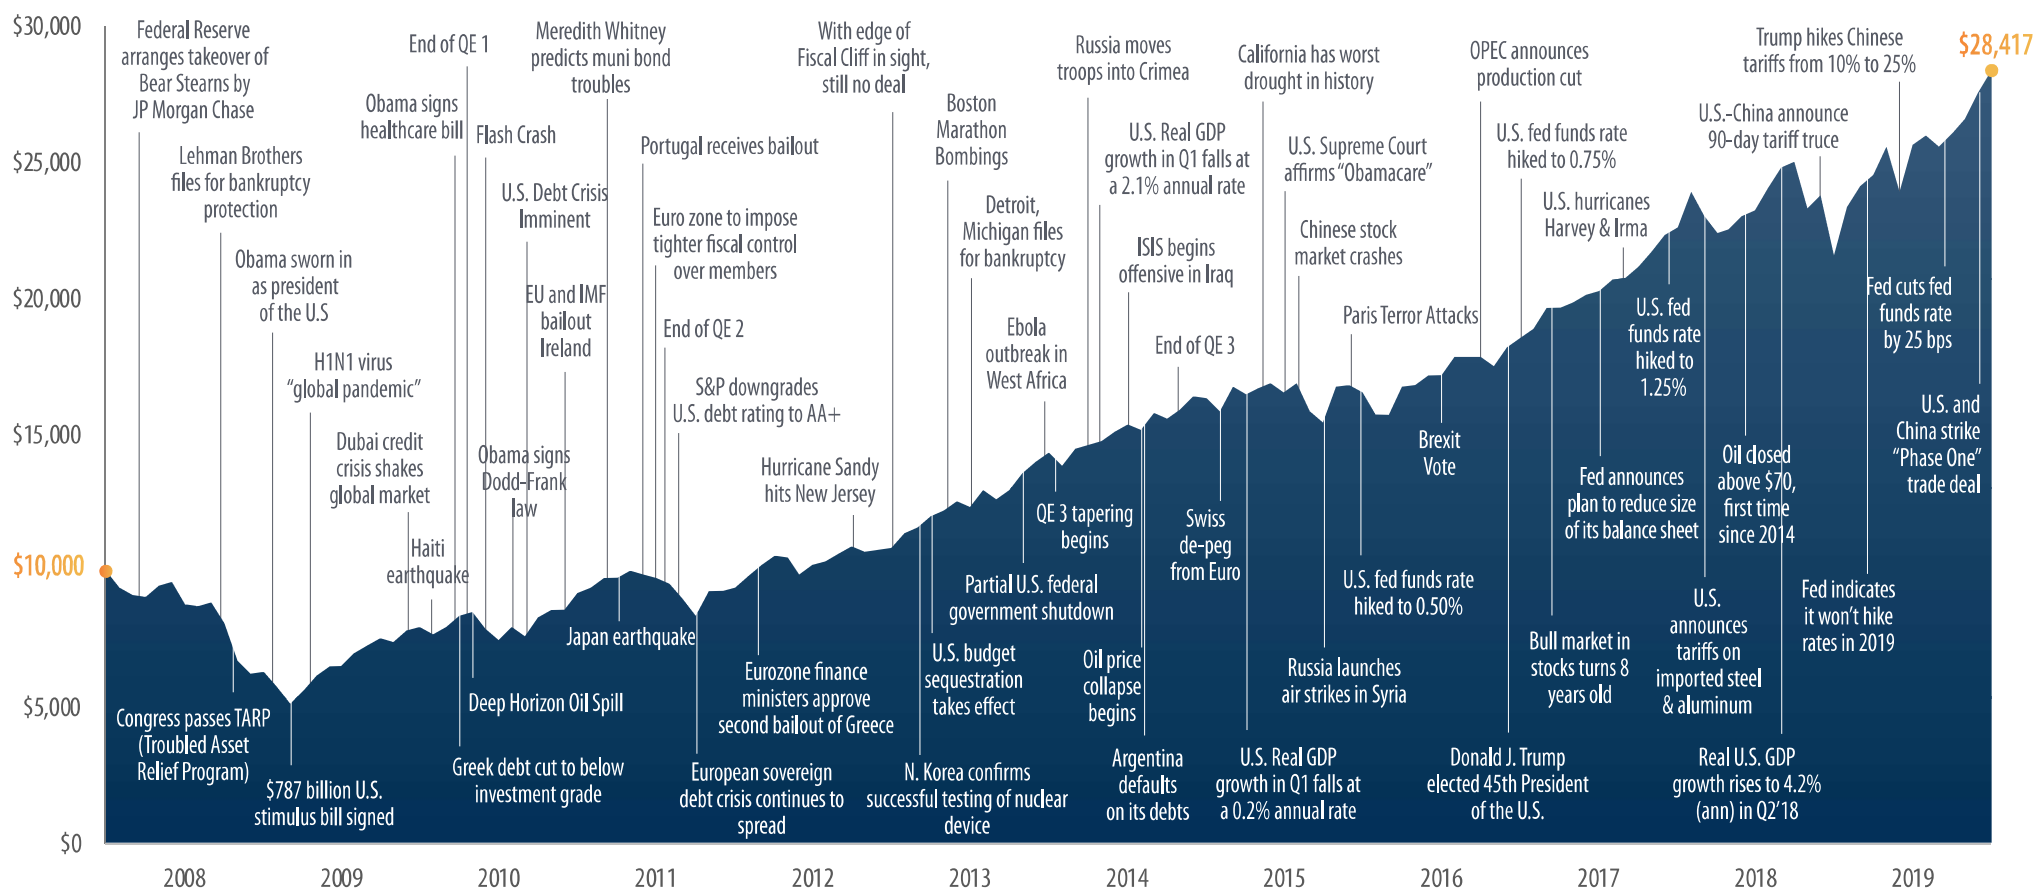 $30,000
$25,000
$20,000
$15,000
$10,000
$5,000
$0
Federal Reserve
arranges takeover of
Bear Stearns by
JP Morgan Chase
Lehman Brothers
files for bankruptcy
protection
Obama sworn in
as president
of the U.S
H1N1 virus
“global pandemic”
Dubai credit
crisis shakes
global market
Haiti
earthquake
Obama signs
healthcare bill
End of QE 1
Flash Crash
U.S. Debt Crisis
Imminent
EU and IMF
bailout
Ireland
Obama signs
Dodd-Frank
law
Meredith Whitney
predicts muni bond
troubles
Portugal receives bailout
Euro zone to impose
tighter fiscal control
over members
End of QE 2
S&P downgrades
U.S. debt rating to AA+
Hurricane Sandy
hits New Jersey
With edge of
Fiscal Cliff in sight,
still no deal
Boston
Marathon
Bombings
Detroit,
Michigan files
for bankruptcy
Ebola
outbreak in
West Africa
Russia moves
troops into Crimea
U.S. Real GDP
growth in Q1 falls at
a 2.1% annual rate
ISIS begins
offensive in Iraq
End of QE 3
California has worst
drought in history
U.S. Supreme Court
affirms “Obamacare”
Chinese stock
market crashes
Paris Terror Attacks
OPEC announces
production cut
U.S. fed funds rate
hiked to 0.75%
U.S. hurricanes
Harvey & Irma
U.S.-China announce
90-day tariff truce
Trump hikes Chinese
tariffs from 10% to 25%
$28,417
Congress passes TARP
(Troubled Asset
Relief Program)
$787 billion U.S.
stimulus bill signed
Greek debt cut to below
investment grade
Deep Horizon Oil Spill
Japan earthquake
European sovereign
debt crisis continues to
spread
Eurozone finance
ministers approve
second bailout of Greece
N. Korea confirms
successful testing of nuclear
device
U.S. budget
sequestration
takes effect
Partial U.S. federal
government shutdown
QE 3 tapering
begins
Oil price
collapse
begins
Argentina
defaults
on its debts
Swiss
de-peg
from Euro
U.S. Real GDP
growth in Q1 falls at
a 0.2% annual rate
Russia launches
air strikes in Syria
U.S. fed funds rate
hiked to 0.50%
Brexit
Vote
Donald J. Trump
elected 45th President
of the U.S.
Bull market in
stocks turns 8
years old
Fed announces
plan to reduce size
of its balance sheet
U.S. fed
funds rate
hiked to
1.25%
U.S.
announces
tariffs on
imported steel
& aluminum
Oil closed
above $70,
first time
since 2014
Real U.S. GDP
growth rises to 4.2%
(ann) in Q2’18
Fed indicates
it won’t hike
rates in 2019
Fed cuts fed
funds rate
by 25 bps
U.S. and
China strike
“Phase One”
trade deal
2008
2009
2010
2011
2012
2013
2014
2015
2016
2017
2018
2019